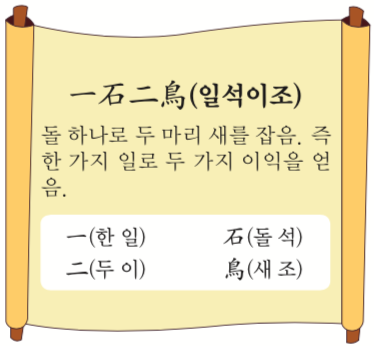 一石二鳥(일석이조)
돌 하나로 두 마리 새를 잡음. 즉
한 가지 일로 두 가지 이익을 얻
음.
一(한 일) 石(돌 석)
二(두 이) 鳥(새 조)